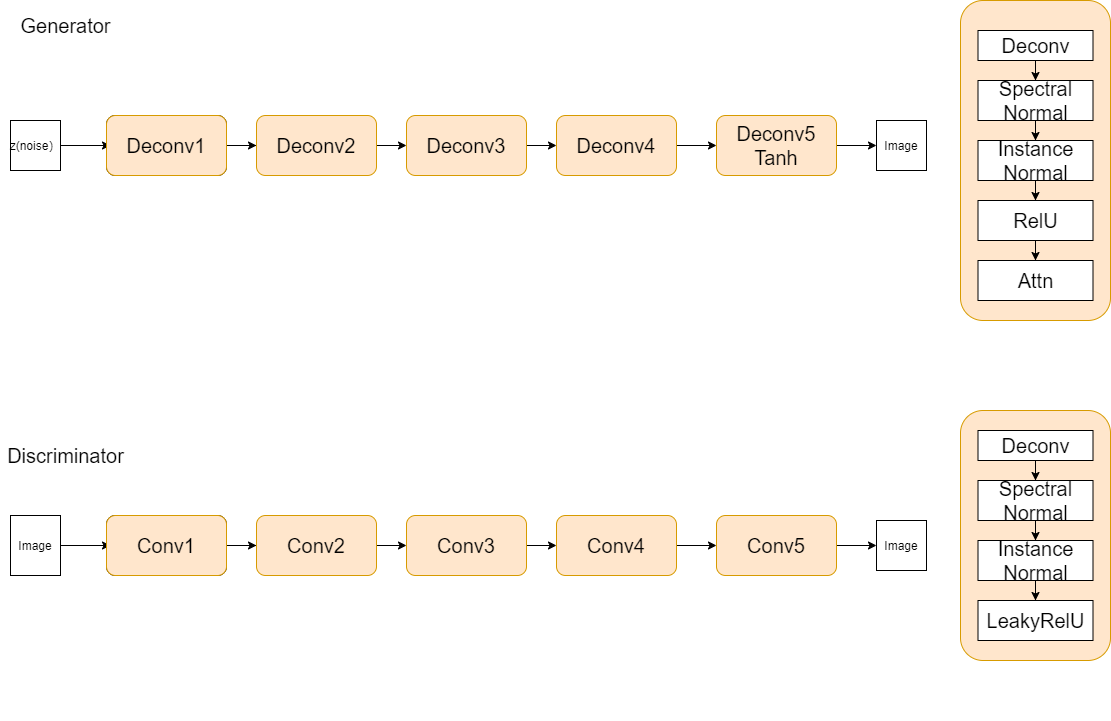 Generator
z(noise)
Deconv1
Deconv2
Deconv3
Deconv4
Deconv5
Tanh
Image
Deconv
Spectral
Normal
Instance
Normal
RelU
Attn
Discriminator
Image
Conv1
Conv2
Conv3
Conv4
Conv5
Image
Deconv
Spectral
Normal
Instance
Normal
LeakyRelU